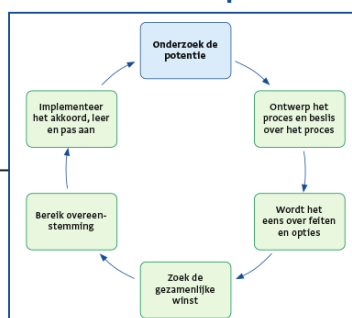 Onderzoek de
potentie
Ontwerp het
proces en beslis
over het proces
Wordt het
eens over feiten
en opties
Zoek de
gezamenlijke
winst
Bereik overeen-
stemming
Implementeer
het akkoord, leer
en pas aan